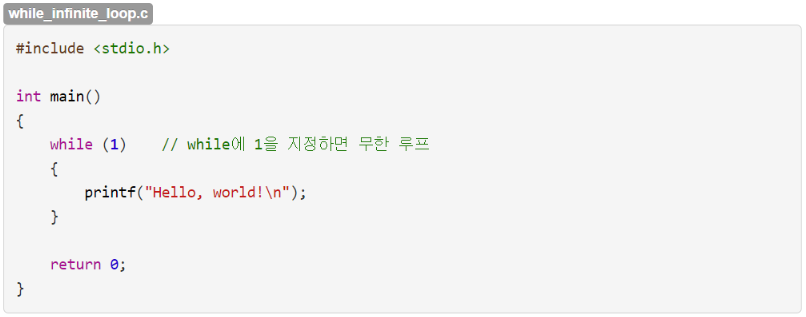 while_infinite_loop.c
#include <stdio.h>
int main()
{
while (1)    // while에 1을 지정하면 무한 루프
{
printf("Hello, world!\n");
}
return 0;
}